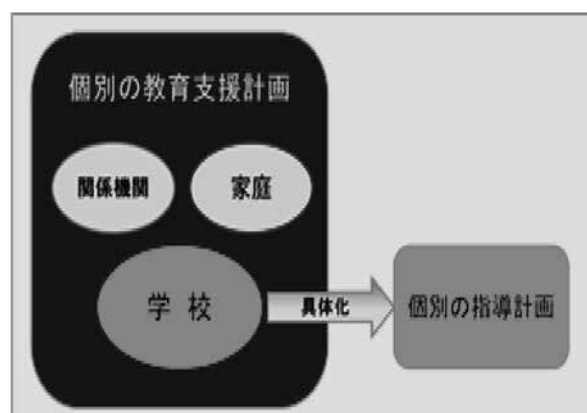 個別の教育支援計画
関係機関
家庭
学校
具体化
個別の指導計画